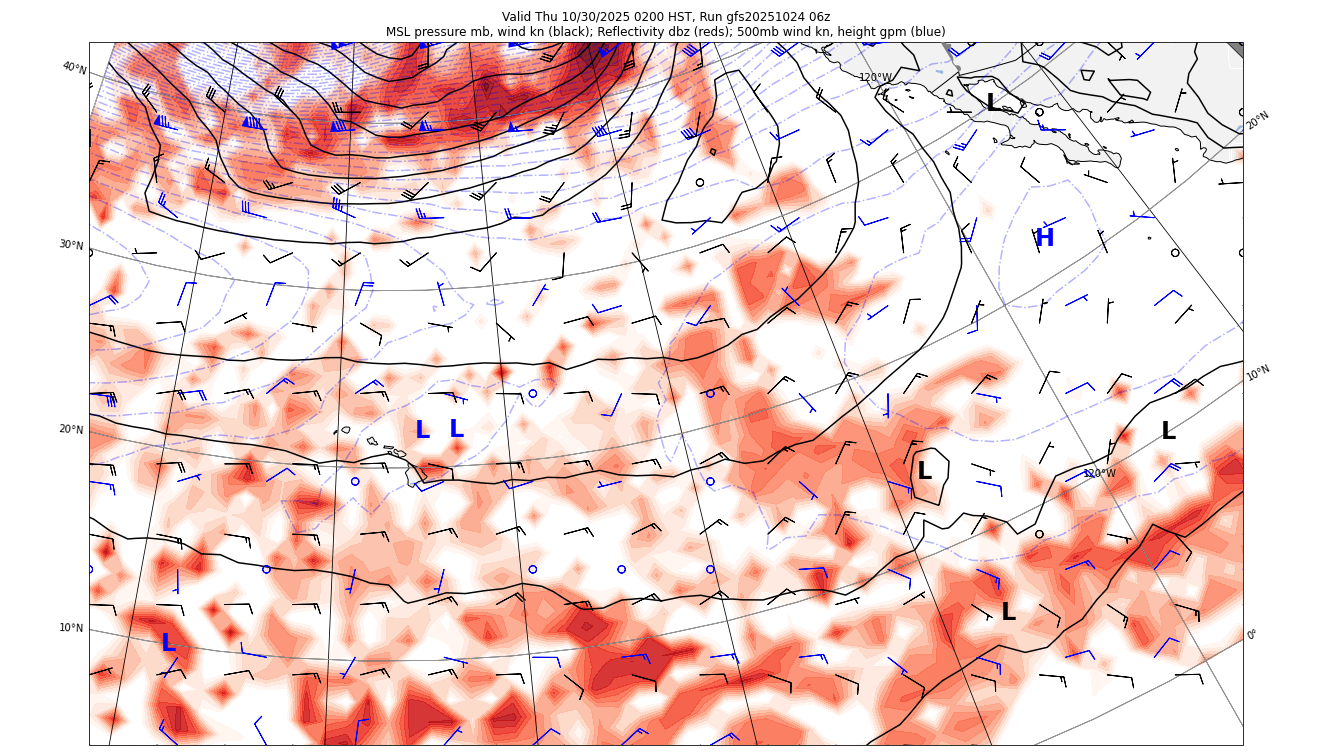 Valid Thu 10/30/2025 0200 HST, Run gfs20251024 06z
MSL pressure mb, wind kn (black); Reflectivity dbz (reds); 500mb wind kn, height gpm (blue)
40°N
120°W
L
20°N
30°N
H
10°N
20°N
L L
L
L
120°W
10°N
L
L
0°